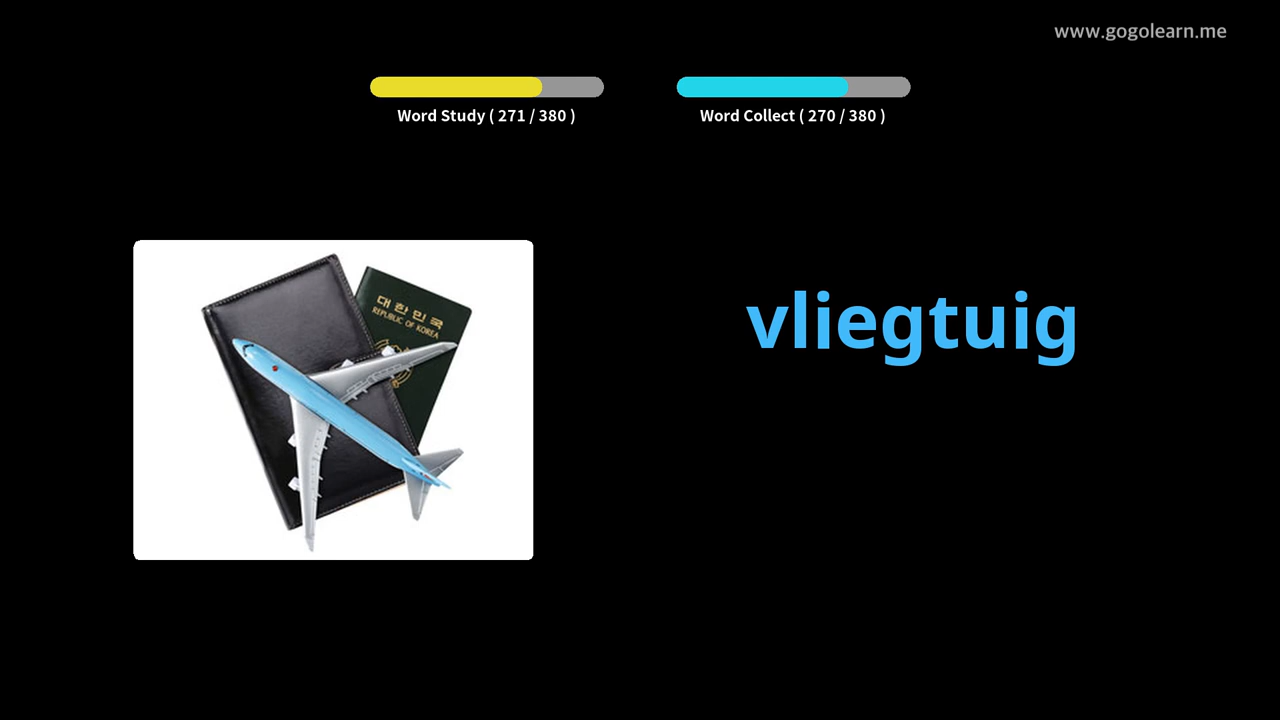 www.gogolearn.me
Word Study ( 271 / 380 )
Word Collect ( 270 / 380 )
대한민국
REPUBLIC OF KOREA
vliegtuig